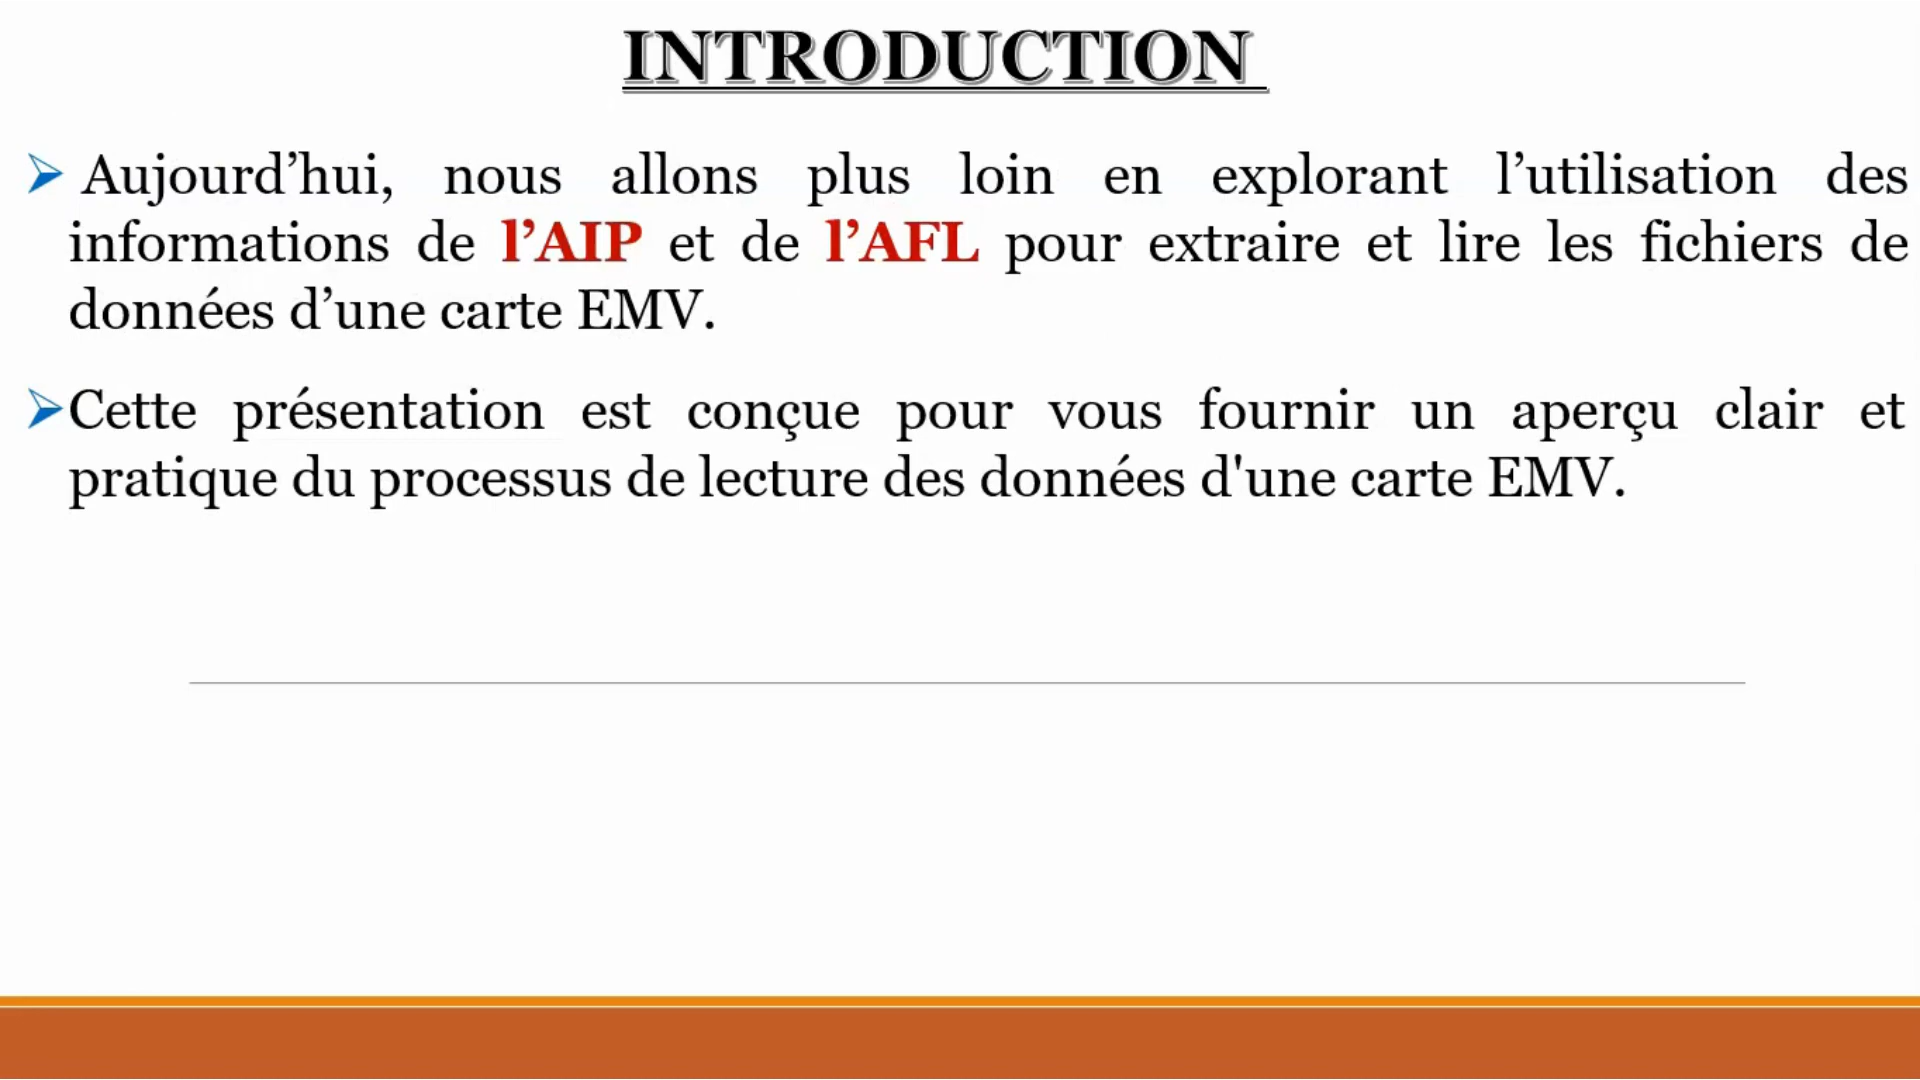 INTRODUCTION
➢ Aujourd’hui, nous allons plus loin en explorant l’utilisation des
informations de l’AIP et de l’AFL pour extraire et lire les fichiers de
données d’une carte EMV.
➢Cette présentation est conçue pour vous fournir un aperçu clair et
pratique du processus de lecture des données d'une carte EMV.